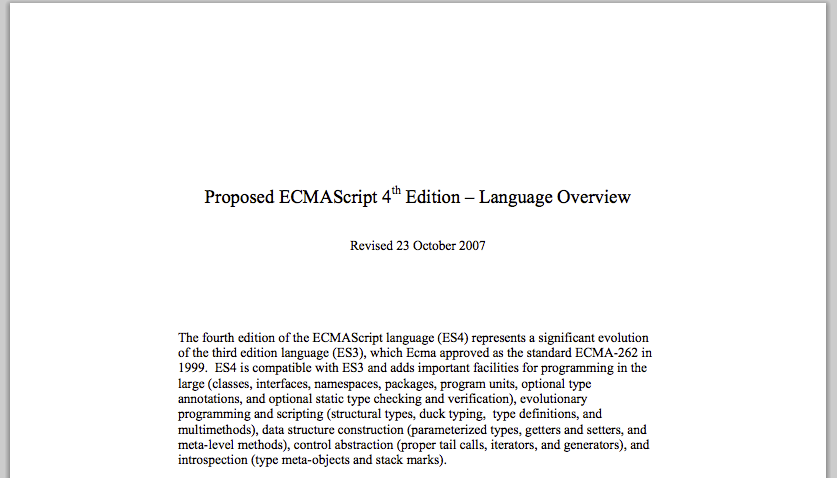 Proposed ECMAScript 4th Edition – Language Overview
Revised 23 October 2007
The fourth edition of the ECMAScript language (ES4) represents a significant evolution
of the third edition language (ES3), which Ecma approved as the standard ECMA-262 in
1999.  ES4 is compatible with ES3 and adds important facilities for programming in the
large (classes, interfaces, namespaces, packages, program units, optional type
annotations, and optional static type checking and verification), evolutionary
programming and scripting (structural types, duck typing,  type definitions, and
multimethods), data structure construction (parameterized types, getters and setters, and
meta-level methods), control abstraction (proper tail calls, iterators, and generators), and
introspection (type meta-objects and stack marks).